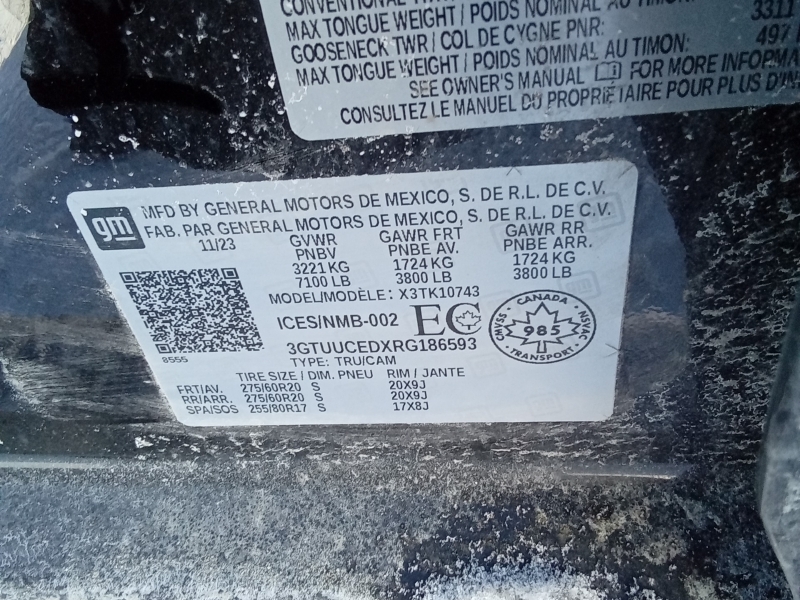 CONVENTIONAL TWR
MAX TONGUE WEIGHT / POIDS NOMINAL AU TIMON: 3311
GOOSENECK TWR / COL DE CYGNE PNR: 497
MAX TONGUE WEIGHT / POIDS NOMINAL AU TIMON:
SEE OWNER'S MANUAL FOR MORE INFORMA
CONSULTEZ LE MANUEL DU PROPRIÉTAIRE POUR PLUS D'IN
gm
MFD BY GENERAL MOTORS DE MEXICO, S. DE R.L. DE C.V.
FAB. PAR GENERAL MOTORS DE MEXICO, S. DE R.L. DE C.V.
11/23 GVWR GAWR FRT GAWR RR
PNBV PNBE AV. PNBE ARR.
3221 KG 1724 KG 1724 KG
7100 LB 3800 LB 3800 LB
MODEL/MODÈLE: X3TK10743
ICES/NMB-002 EC
CANADA
CMVSS 985 NSVAC
TRANSPORTS
3GTUUCEDXRG186593
8555
TYPE: TRU/CAM
TIRE SIZE / DIM. PNEU RIM / JANTE
FRT/AV. 275/60R20 S 20X9J
RR/ARR. 275/60R20 S 20X9J
SPA/SOS 255/80R17 S 17X8J